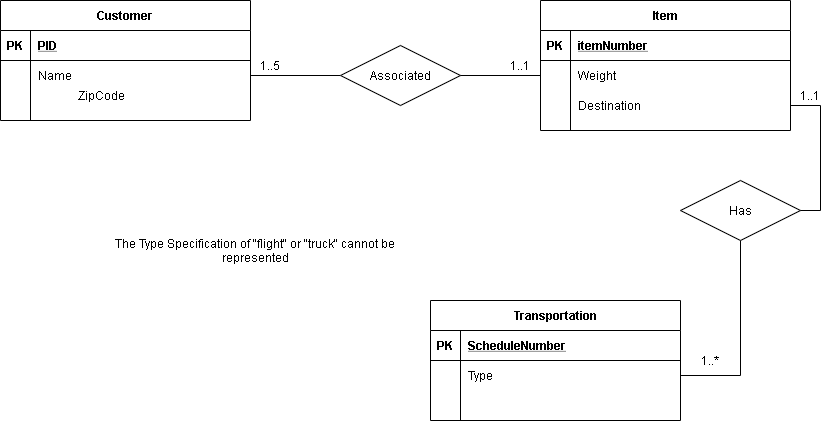 Customer
PK PID
Name
ZipCode
1..5
Associated
1..1
Item
PK itemNumber
Weight
Destination
1..1
Has
The Type Specification of "flight" or "truck" cannot be
represented
Transportation
PK ScheduleNumber
Type
1..*